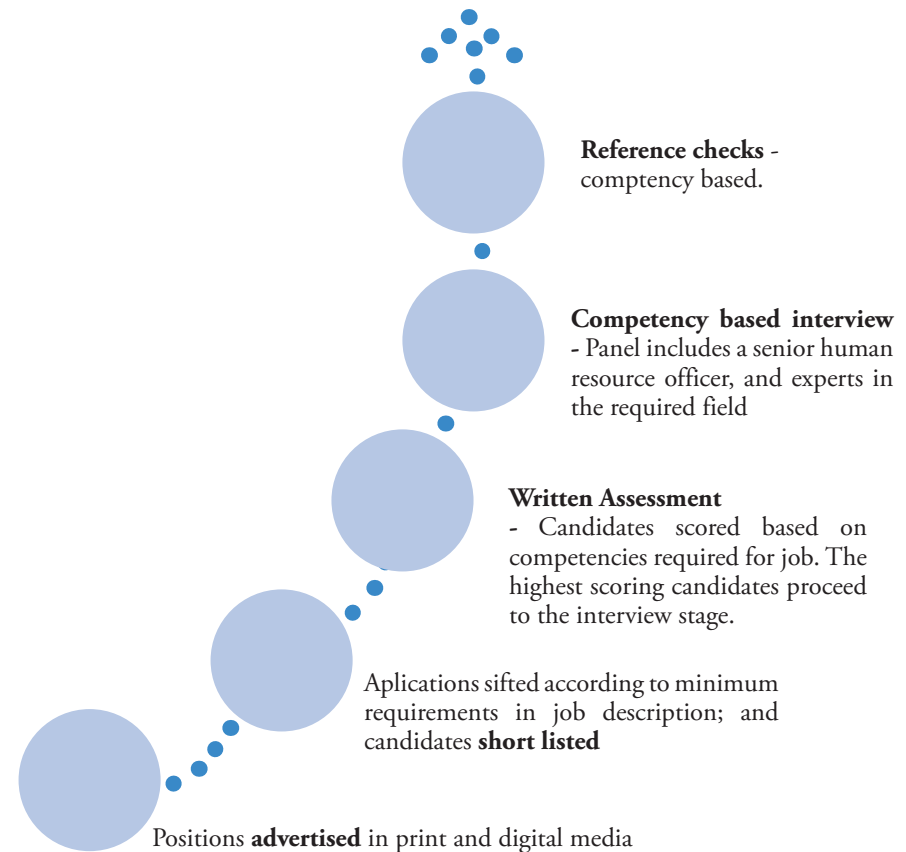 Reference checks -
comptency based.
Competency based interview
- Panel includes a senior human
resource officer, and experts in
the required field
Written Assessment
- Candidates scored based on
competencies required for job. The
highest scoring candidates proceed
to the interview stage.
Aplications sifted according to minimum
requirements in job description; and
candidates short listed
Positions advertised in print and digital media